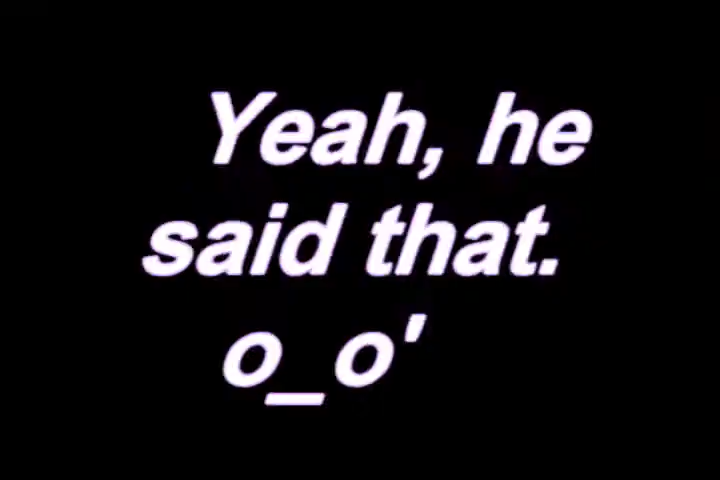 Yeah, he
said that.
o_o'